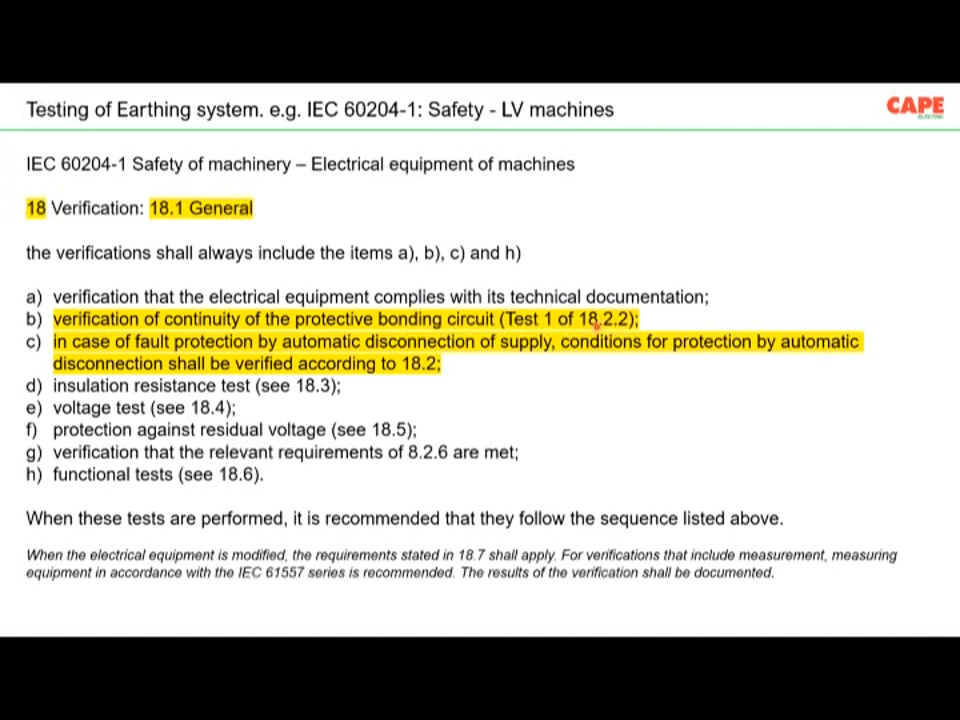 Testing of Earthing system. e.g. IEC 60204-1: Safety - LV machines
CAPE
ELECTRIC
IEC 60204-1 Safety of machinery – Electrical equipment of machines
18 Verification: 18.1 General
the verifications shall always include the items a), b), c) and h)
a) verification that the electrical equipment complies with its technical documentation;
b) verification of continuity of the protective bonding circuit (Test 1 of 18.2.2);
c) in case of fault protection by automatic disconnection of supply, conditions for protection by automatic
disconnection shall be verified according to 18.2;
d) insulation resistance test (see 18.3);
e) voltage test (see 18.4);
f) protection against residual voltage (see 18.5);
g) verification that the relevant requirements of 8.2.6 are met;
h) functional tests (see 18.6).
When these tests are performed, it is recommended that they follow the sequence listed above.
When the electrical equipment is modified, the requirements stated in 18.7 shall apply. For verifications that include measurement, measuring
equipment in accordance with the IEC 61557 series is recommended. The results of the verification shall be documented.